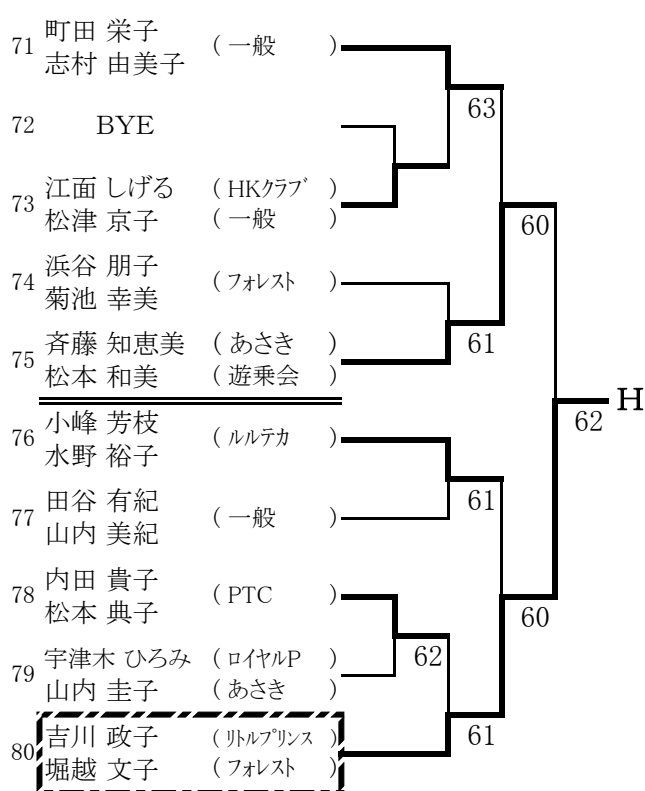 71 町田 栄子 ( 一般 )
志村 由美子
63
72 BYE
73 江面 しげる ( HKクラブ )
松津 京子 ( 一般 )
60
74 浜谷 朋子 ( フォレスト )
菊池 幸美
61
75 斉藤 知恵美 ( あさき )
松本 和美 ( 遊乗会 )
62 H
76 小峰 芳枝 ( ルルテカ )
水野 裕子
61
77 田谷 有紀 ( 一般 )
山内 美紀
78 内田 貴子 ( PTC )
松本 典子
60
62
79 宇津木 ひろみ ( ロイヤルP )
山内 圭子 ( あさき )
61
80 吉川 政子 ( リトルプリンス )
堀越 文子 ( フォレスト )